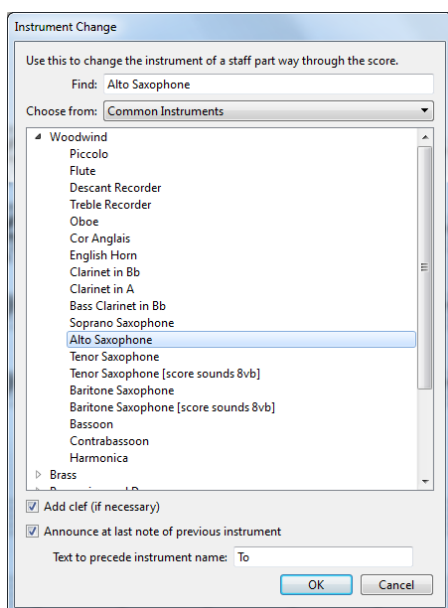 Instrument Change
Use this to change the instrument of a staff part way through the score.
Find: Alto Saxophone
Choose from: Common Instruments
Woodwind
Piccolo
Flute
Descant Recorder
Treble Recorder
Oboe
Cor Anglais
English Horn
Clarinet in Bb
Clarinet in A
Bass Clarinet in Bb
Soprano Saxophone
Alto Saxophone
Tenor Saxophone
Tenor Saxophone [score sounds 8vb]
Baritone Saxophone
Baritone Saxophone [score sounds 8vb]
Bassoon
Contrabassoon
Harmonica
Brass
Add clef (if necessary)
Announce at last note of previous instrument
Text to precede instrument name: To
OK Cancel